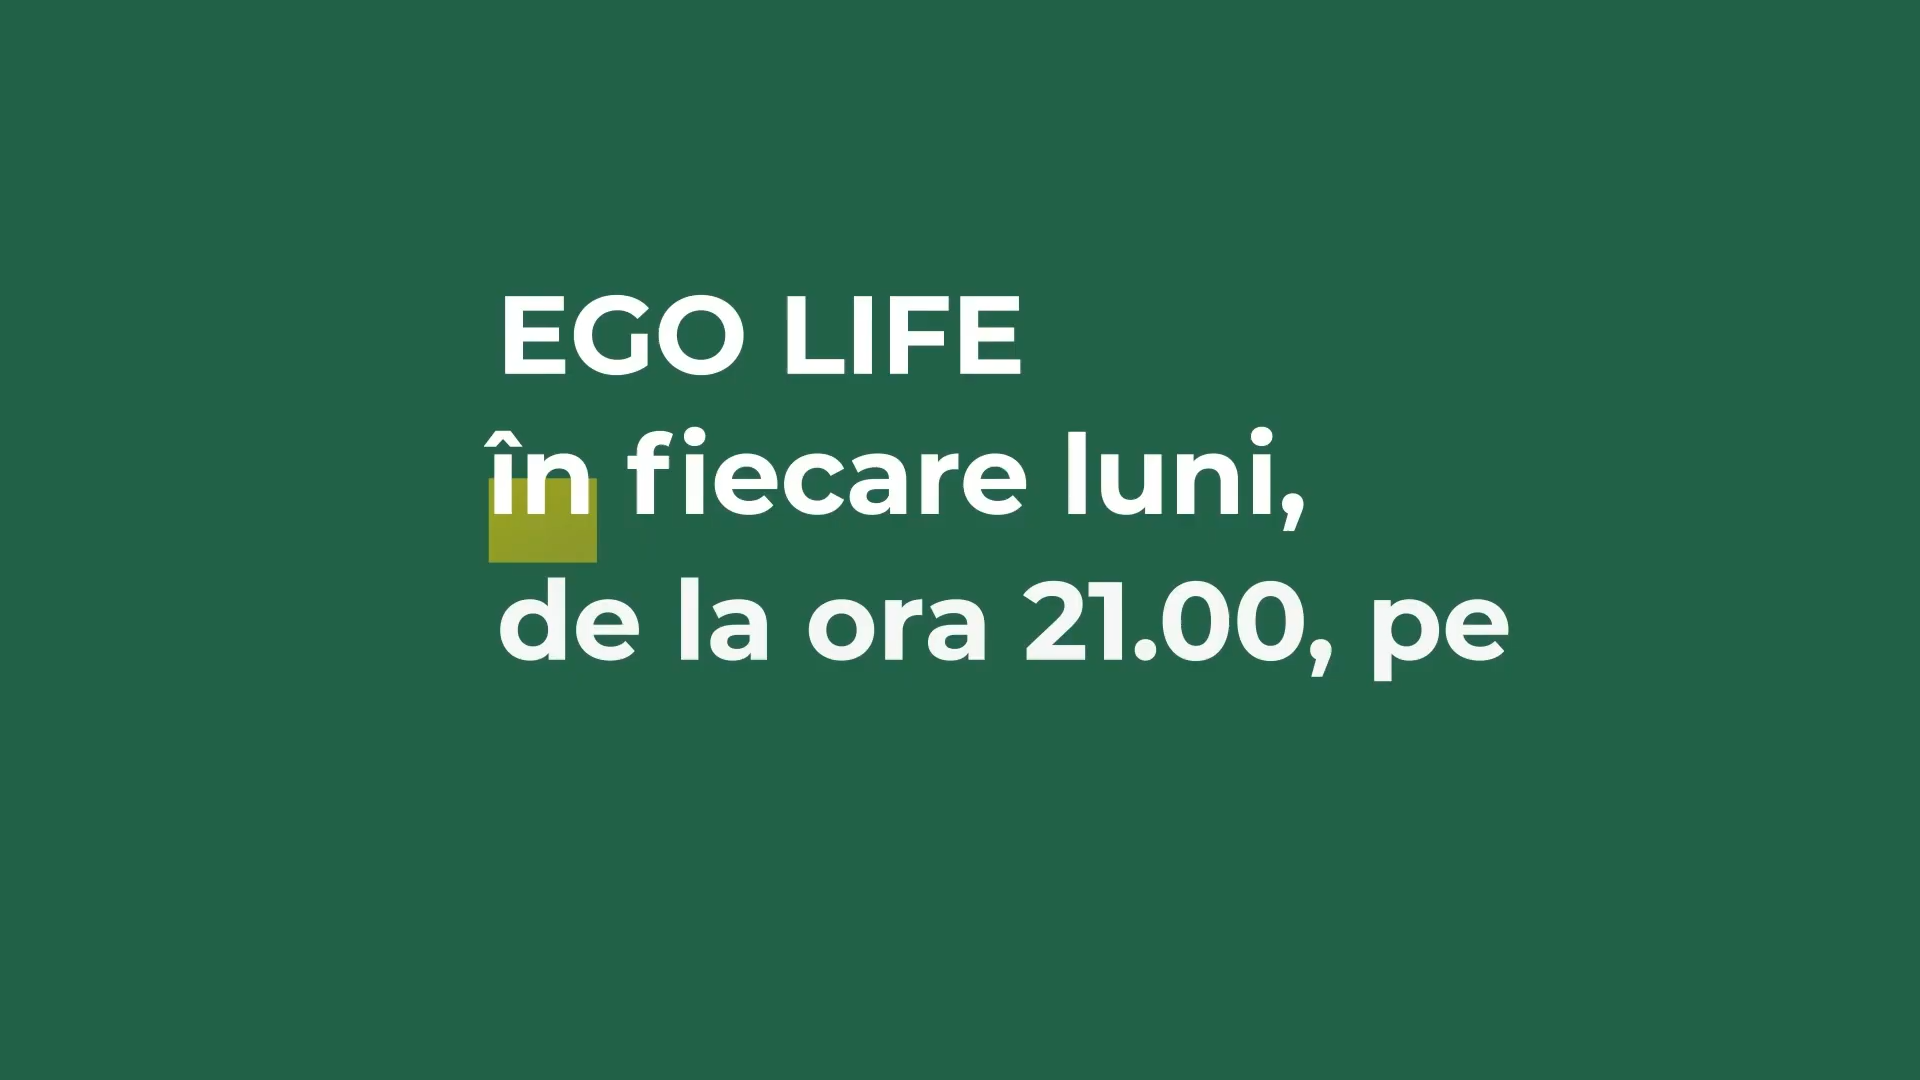 EGO LIFE
în fiecare luni,
de la ora 21.00, pe